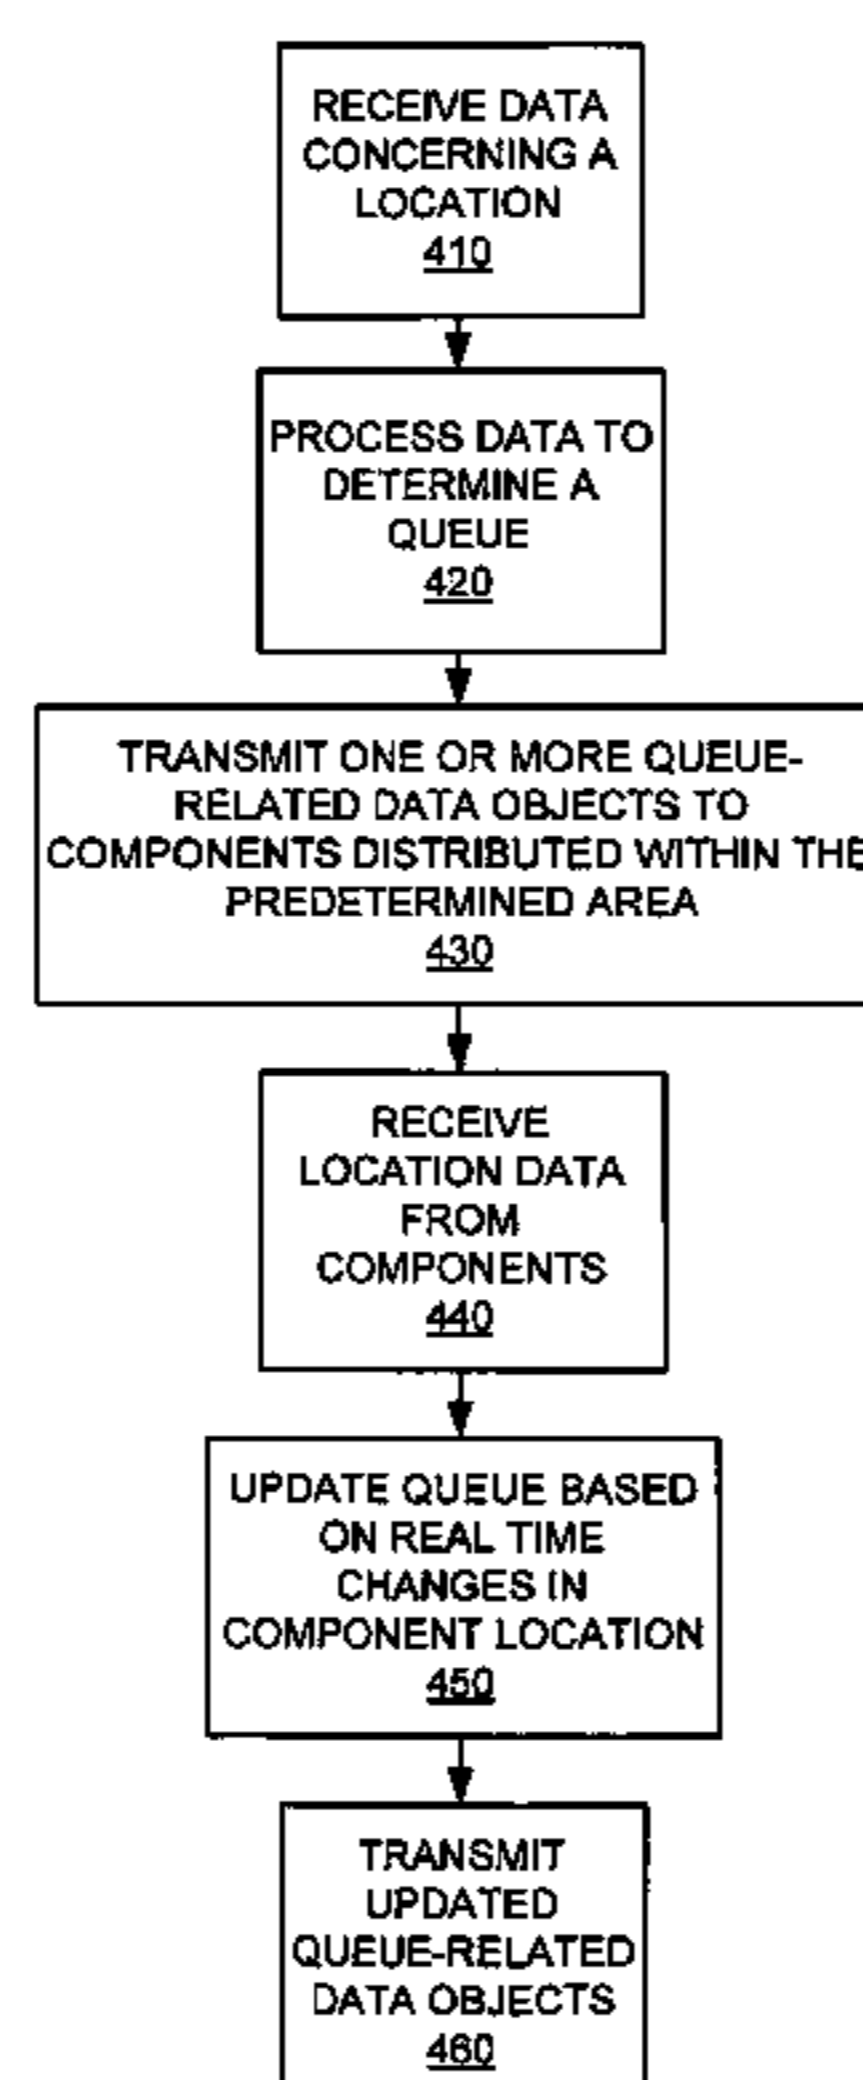 RECEIVE DATA
CONCERNING A
LOCATION
410
PROCESS DATA TO
DETERMINE A
QUEUE
420
TRANSMIT ONE OR MORE QUEUE-
RELATED DATA OBJECTS TO
COMPONENTS DISTRIBUTED WITHIN THE
PREDETERMINED AREA
430
RECEIVE
LOCATION DATA
FROM
COMPONENTS
440
UPDATE QUEUE BASED
ON REAL TIME
CHANGES IN
COMPONENT LOCATION
450
TRANSMIT
UPDATED
QUEUE-RELATED
DATA OBJECTS
460